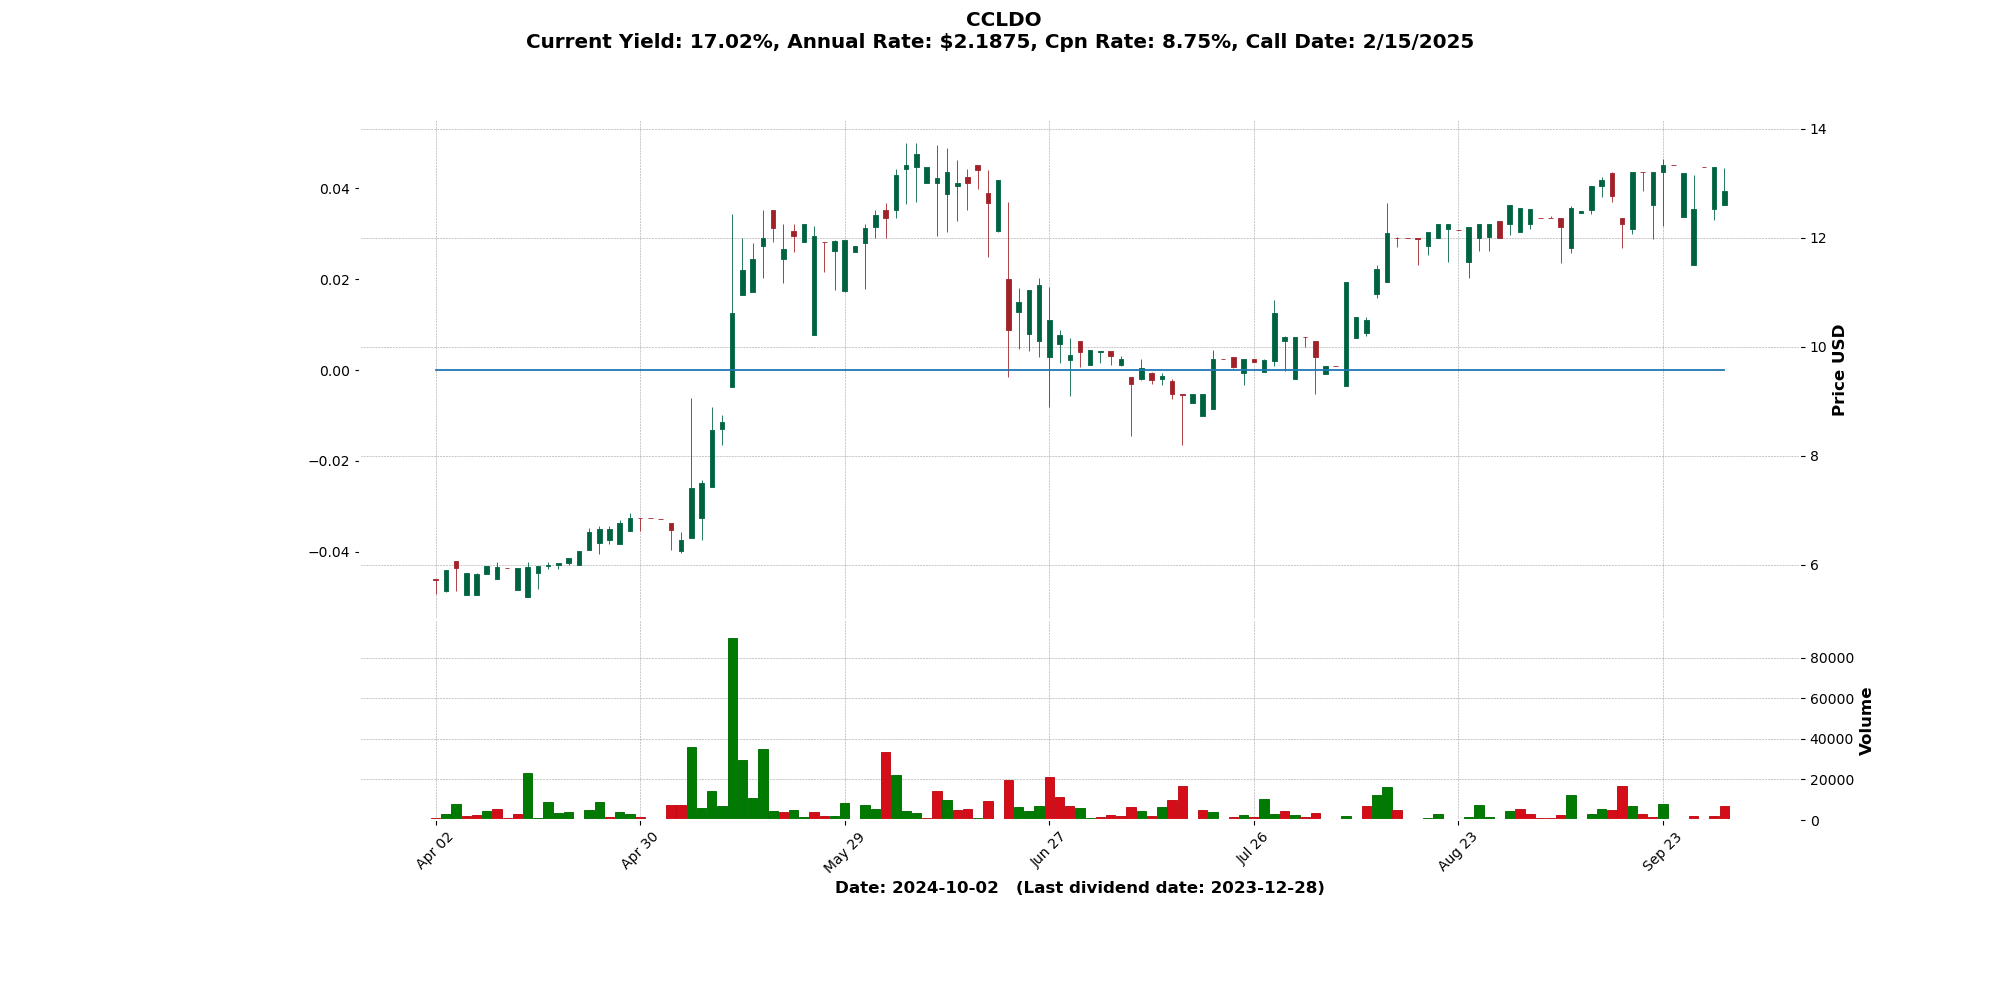 CCLDO
Current Yield: 17.02%, Annual Rate: $2.1875, Cpn Rate: 8.75%, Call Date: 2/15/2025
14
0.04
12
0.02
10
Price USD
0.00
8
−0.02
−0.04
6
80000
60000
Volume
40000
20000
0
Apr 02
Apr 30
May 29
Jun 27
Jul 26
Aug 23
Sep 23
Date: 2024-10-02   (Last dividend date: 2023-12-28)